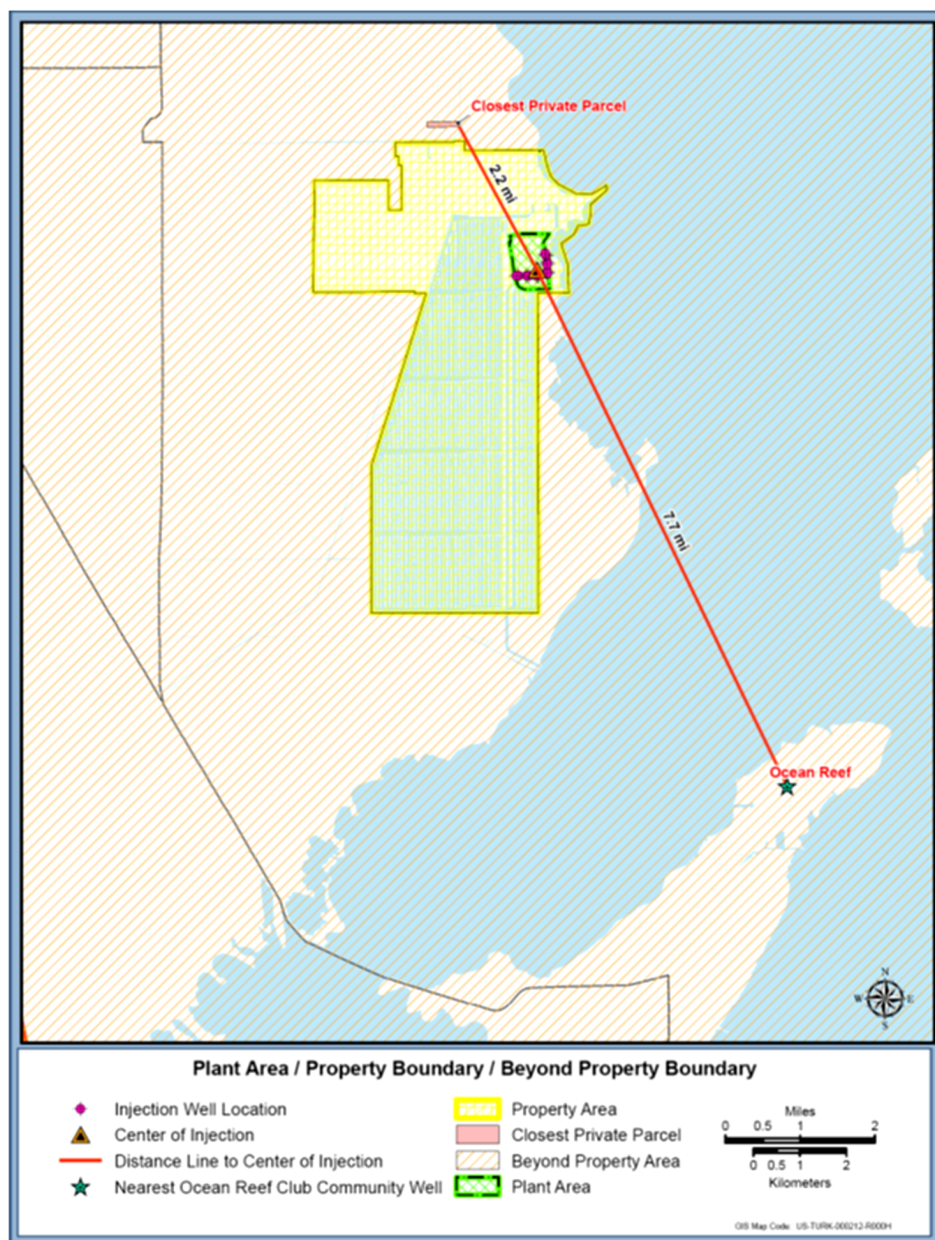 Closest Private Parcel
2.2 mi
7.7 mi
Ocean Reef
N
W E
S
Plant Area / Property Boundary / Beyond Property Boundary
Injection Well Location
Center of Injection
Distance Line to Center of Injection
Nearest Ocean Reef Club Community Well
Property Area
Closest Private Parcel
Beyond Property Area
Plant Area
Miles
0 0.5 1 2
0 0.5 1 2
Kilometers
GIS Map Code: US-TURK-000212-R000H